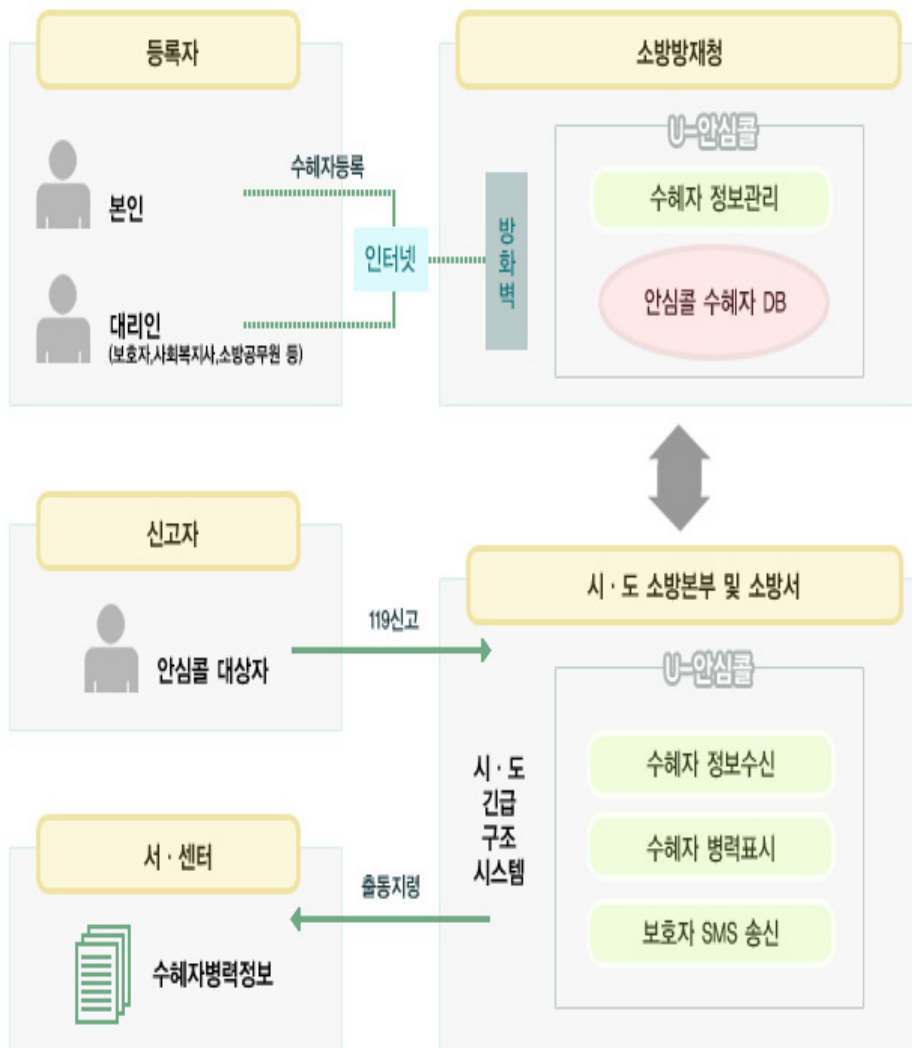 등록자
수혜자등록
본인
인터넷
대리인
(보호자,사회복지사,소방공무원 등)
소방방재청
방
화
벽
U-안심콜
수혜자 정보관리
안심콜 수혜자 DB
신고자
119신고
안심콜 대상자
시 · 도 소방본부 및 소방서
시 · 도
긴급
구조
시스템
U-안심콜
수혜자 정보수신
수혜자 병력표시
보호자 SMS 송신
서 · 센터
출동지령
수혜자병력정보